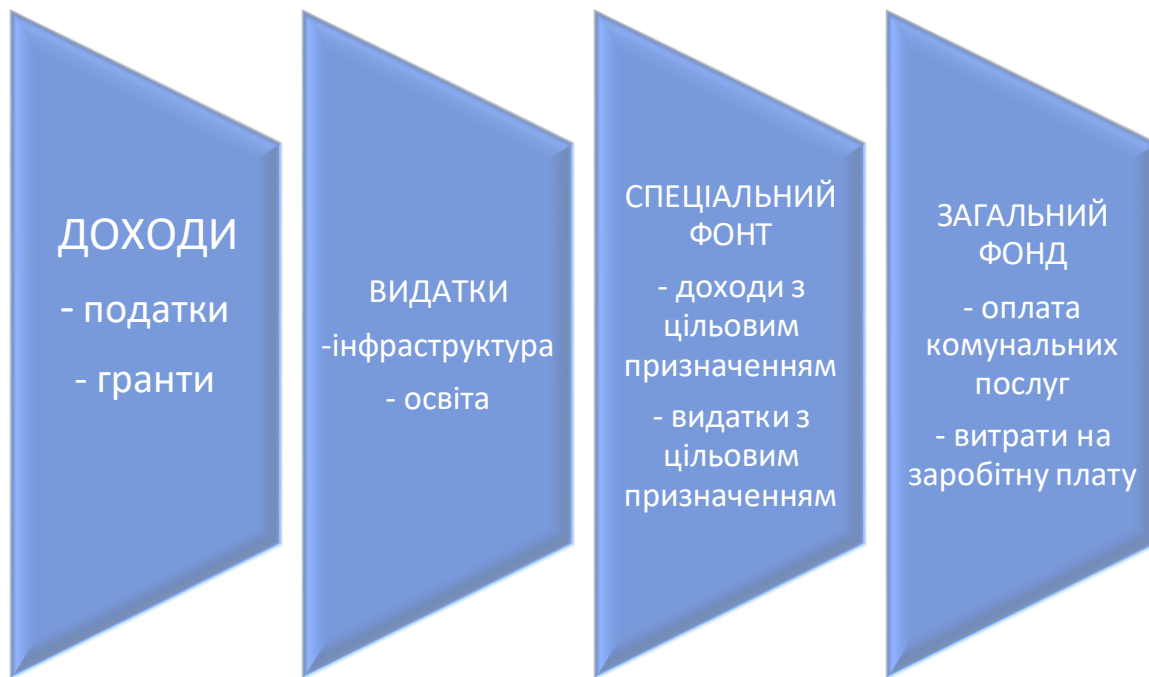 ДОХОДИ
- податки
- гранти
ВИДАТКИ
-інфраструктура
- освіта
СПЕЦІАЛЬНИЙ
ФОНТ
- доходи з
цільовим
призначенням
- видатки з
цільовим
призначенням
ЗАГАЛЬНИЙ
ФОНД
- оплата
комунальних
послуг
- витрати на
заробітну плату